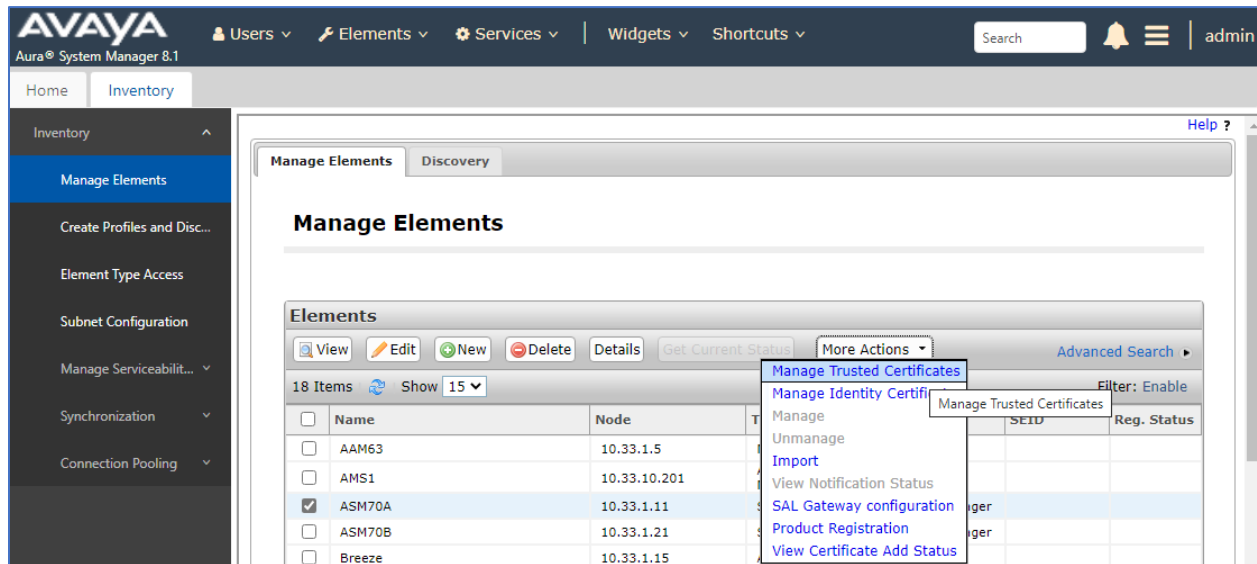 AVAYA
Aura® System Manager 8.1
Users Elements Services | Widgets Shortcuts Search admin
Home Inventory
Inventory
Manage Elements
Create Profiles and Disc...
Element Type Access
Subnet Configuration
Manage Serviceabilit...
Synchronization
Connection Pooling
Help ?
Manage Elements Discovery
Manage Elements
Elements
View Edit New Delete Details Get Current Status More Actions Advanced Search
18 Items Show 15 Filter: Enable
Manage Trusted Certificates
Manage Identity
Manage Trusted Certificates
Manage
Unmanage
Import
View Notification Status
SAL Gateway configuration
Product Registration
View Certificate Add Status
Name Node SEID Reg. Status
AAM63 10.33.1.5
AMS1 10.33.10.201
ASM70A 10.33.1.11
ASM70B 10.33.1.21
Breeze 10.33.1.15